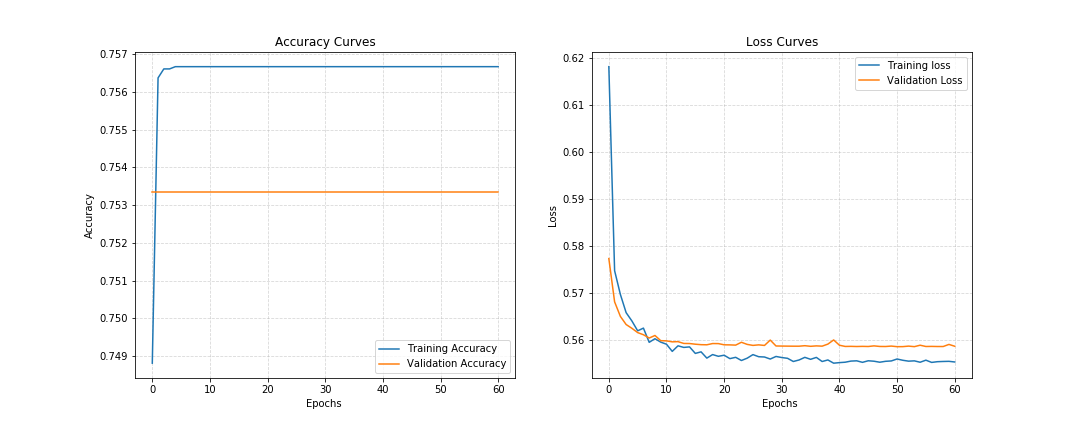 Accuracy Curves
0.757
0.756
0.755
0.754
0.753
0.752
0.751
0.750
0.749
Accuracy
0 10 20 30 40 50 60
Epochs
Training Accuracy
Validation Accuracy
Loss Curves
0.62
0.61
0.60
0.59
0.58
0.57
0.56
Loss
0 10 20 30 40 50 60
Epochs
Training loss
Validation Loss